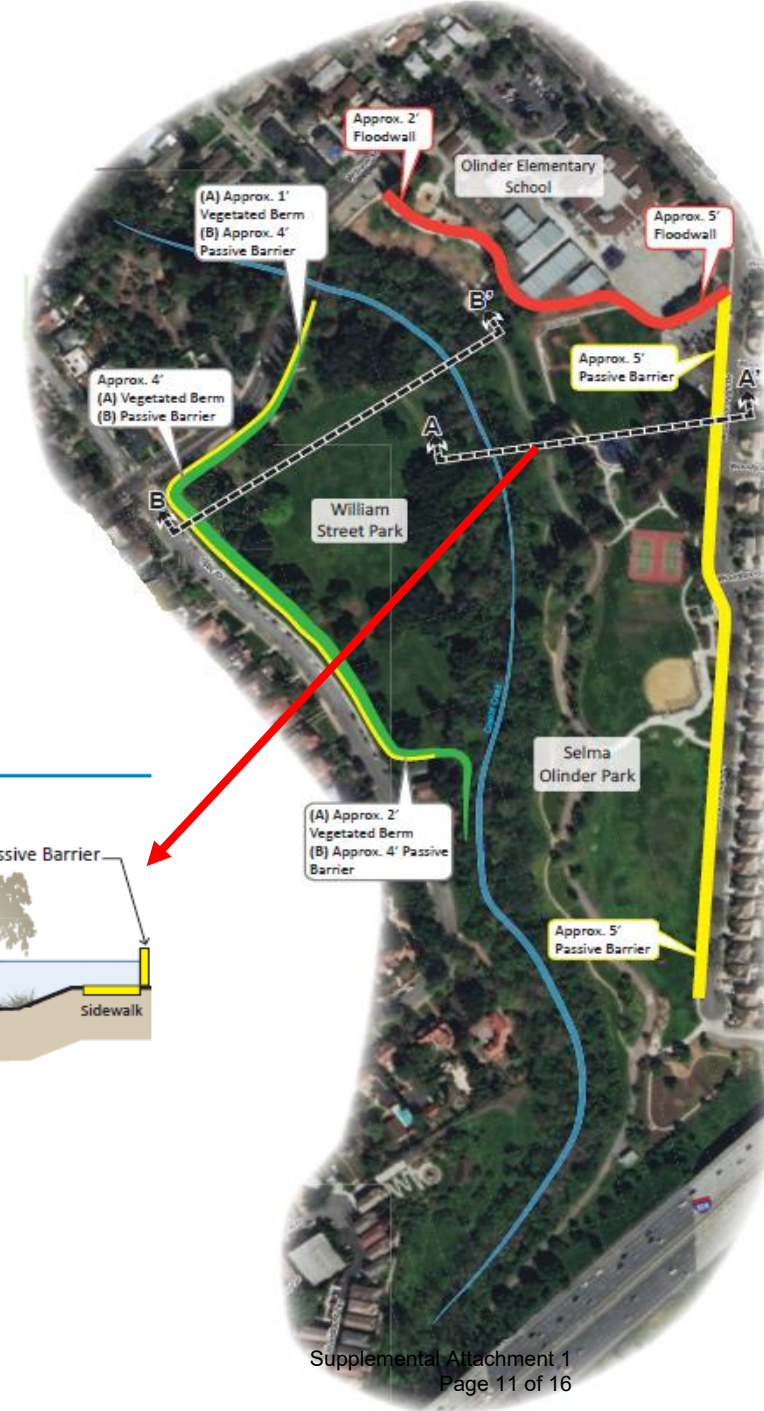 Approx. 2'
Floodwall
Olinder Elementary
School
(A) Approx. 1'
Vegetated Berm
(B) Approx. 4'
Passive Barrier
Approx. 5'
Floodwall
B'
Approx. 5'
Passive Barrier
A'
Approx. 4'
(A) Vegetated Berm
(B) Passive Barrier
A
B
William
Street Park
Selma
Olinder Park
(A) Approx. 2'
Vegetated Berm
(B) Approx. 4' Passive
Barrier
Passive Barrier
Sidewalk
Approx. 5'
Passive Barrier
Supplemental Attachment 1
Page 11 of 16